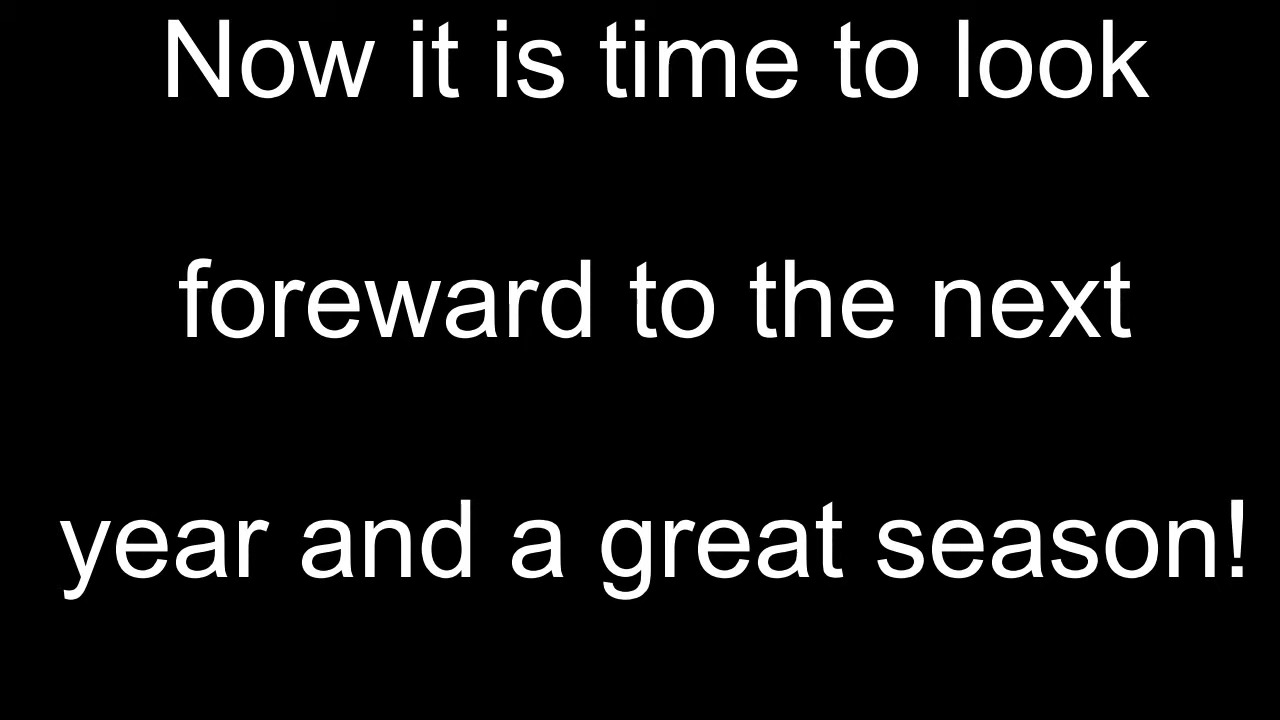 Now it is time to look
foreward to the next
year and a great season!